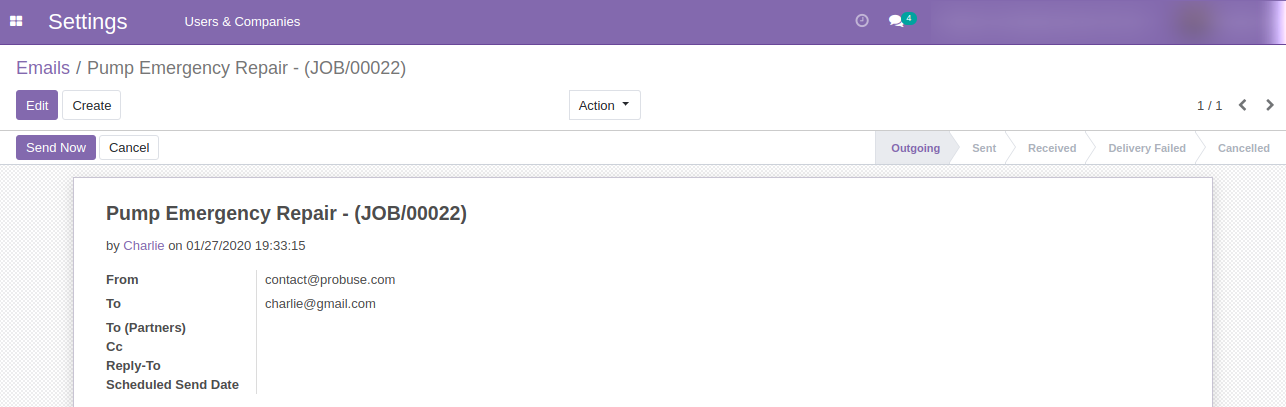 Settings Users & Companies 4
Emails / Pump Emergency Repair - (JOB/00022)
Edit Create Action 1 / 1
Send Now Cancel Outgoing Sent Received Delivery Failed Cancelled
Pump Emergency Repair - (JOB/00022)
by Charlie on 01/27/2020 19:33:15
From contact@probuse.com
To charlie@gmail.com
To (Partners)
Cc
Reply-To
Scheduled Send Date